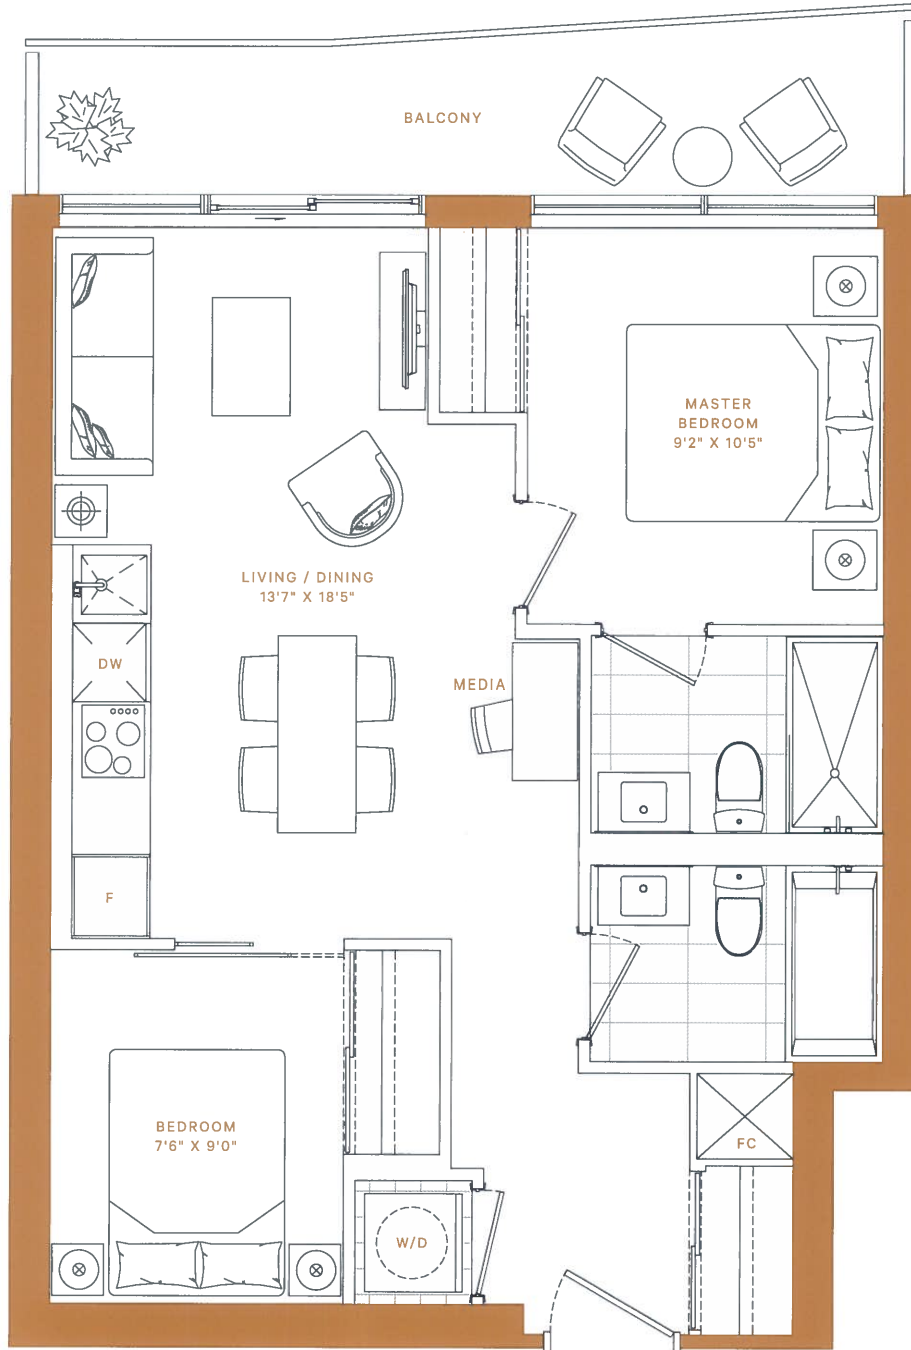 BALCONY
MASTER
BEDROOM
9'2" X 10'5"
LIVING / DINING
13'7" X 18'5"
DW
MEDIA
F
BEDROOM
7'6" X 9'0"
FC
W/D